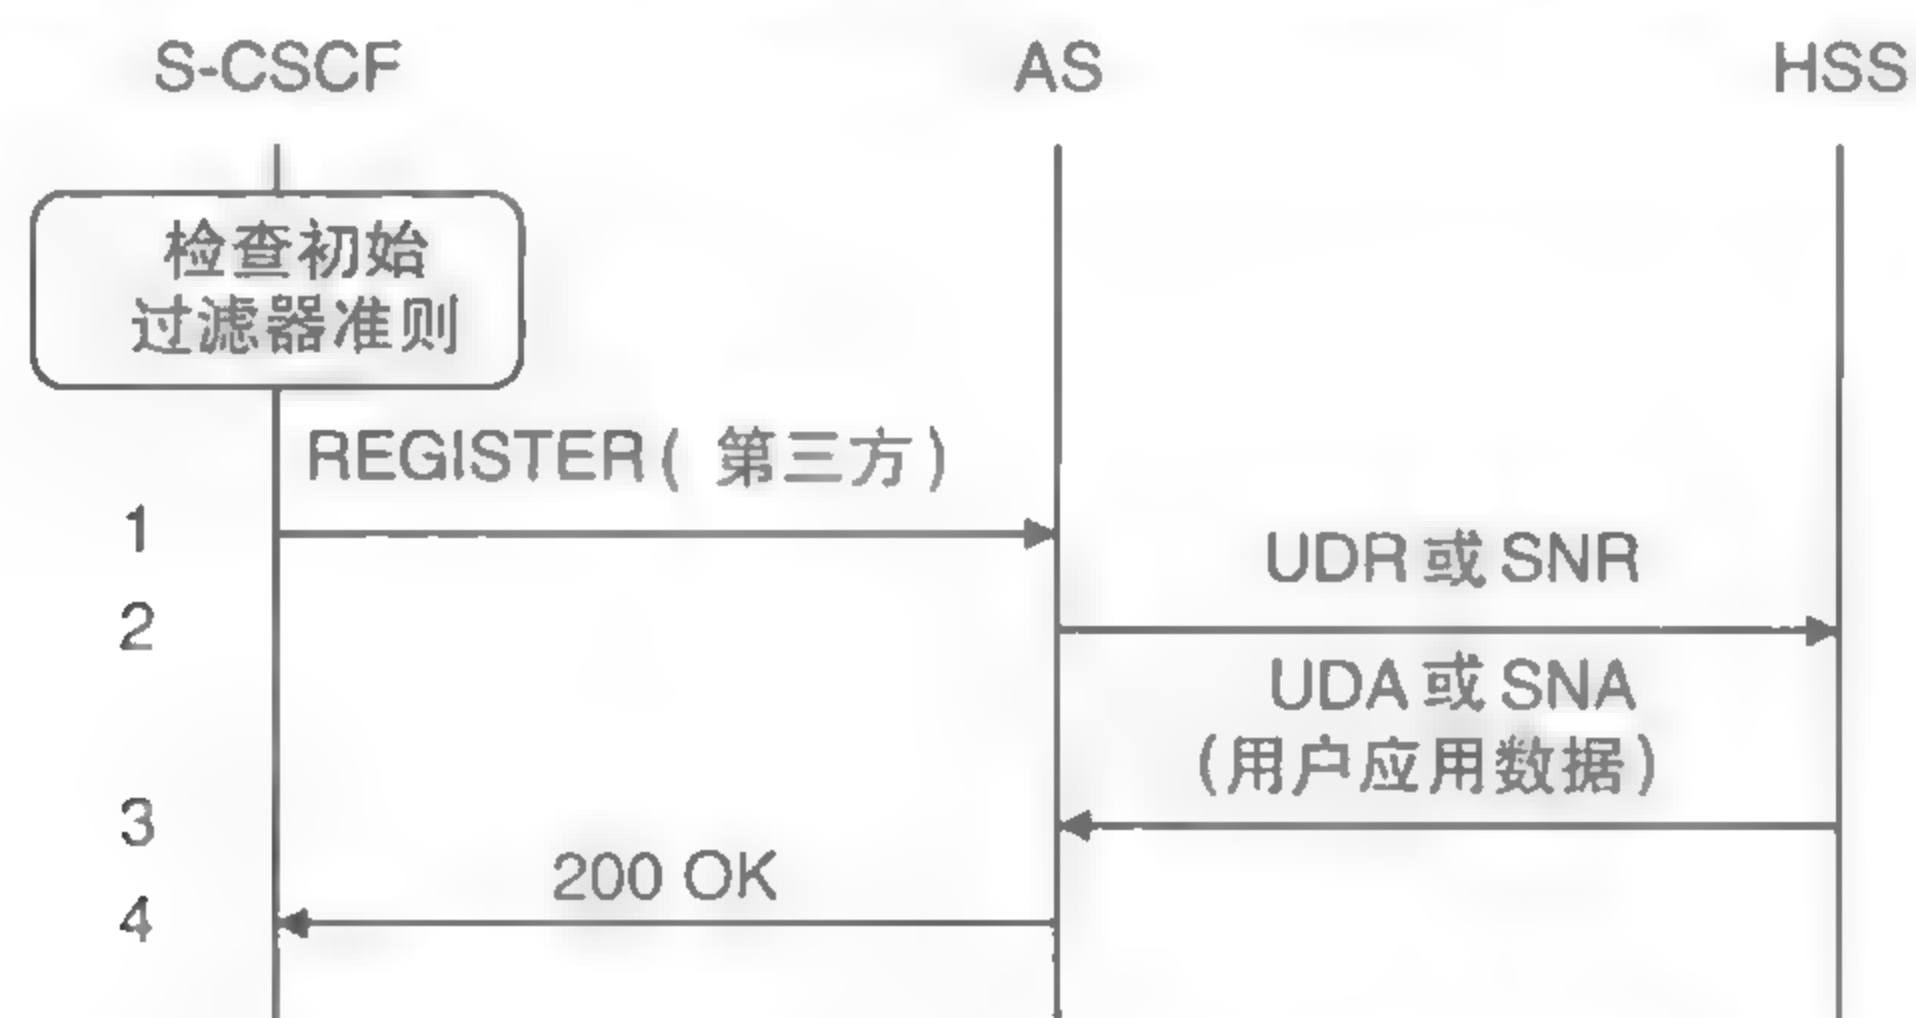 S-CSCF
AS
HSS
检查初始
过滤器准则
REGISTER( 第三方)
1
UDR 或 SNR
2
UDA 或 SNA
(用户应用数据)
3
200 OK
4